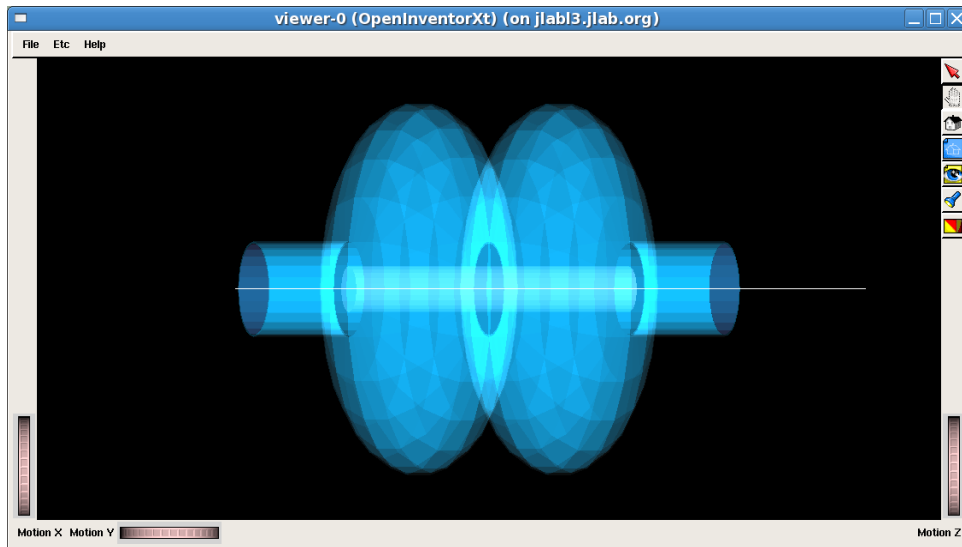 viewer-0 (OpenInventorXt) (on jlabl3.jlab.org)
File Etc Help
Motion X Motion Y Motion Z